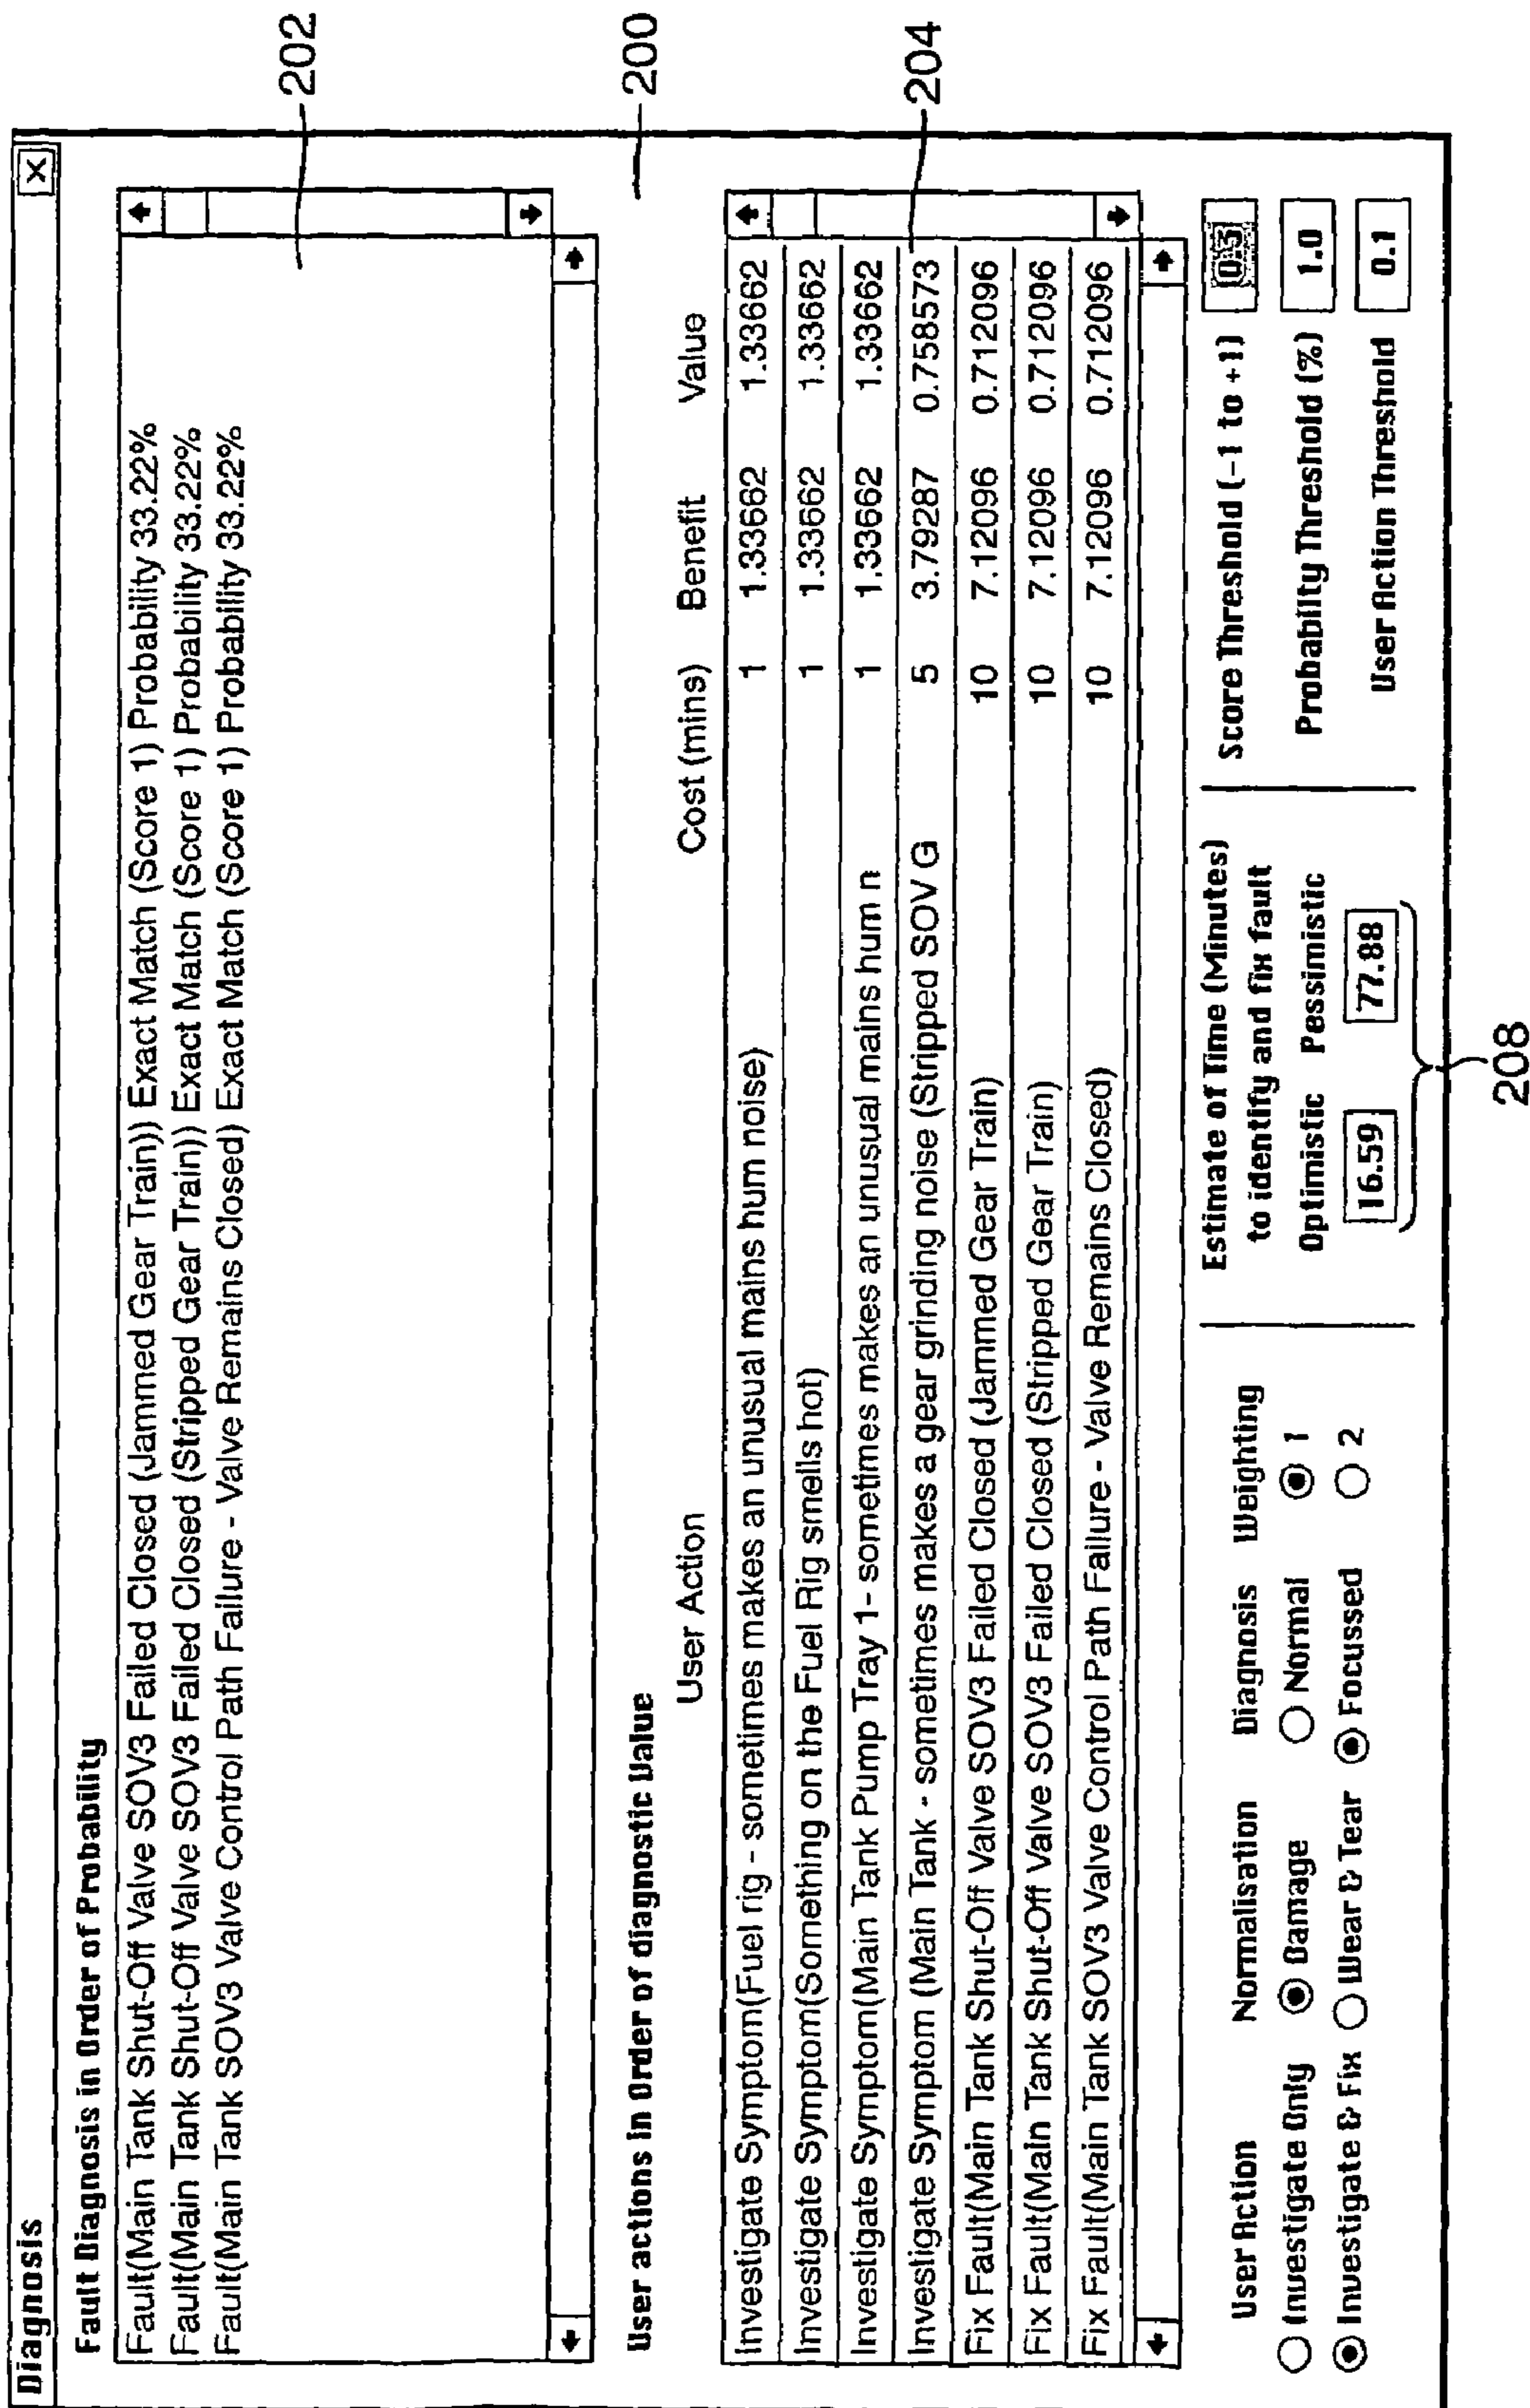 Diagnosis X
Fault Diagnosis in Order of Probability
Fault(Main Tank Shut-Off Valve SOV3 Failed Closed (Jammed Gear Train)) Exact Match (Score 1) Probability 33.22%
Fault(Main Tank Shut-Off Valve SOV3 Failed Closed (Stripped Gear Train)) Exact Match (Score 1) Probability 33.22%
Fault(Main Tank SOV3 Valve Control Path Failure - Valve Remains Closed) Exact Match (Score 1) Probability 33.22%
202
200
User actions in Order of diagnostic Value
User Action Cost (mins) Benefit Value
Investigate Symptom(Fuel rig - sometimes makes an unusual mains hum noise) 1 1.33662 1.33662
Investigate Symptom(Something on the Fuel Rig smells hot) 1 1.33662 1.33662
Investigate Symptom(Main Tank Pump Tray 1- sometimes makes an unusual mains hum n 1 1.33662 1.33662
Investigate Symptom (Main Tank - sometimes makes a gear grinding noise (Stripped SOV G 5 3.79287 0.758573
Fix Fault(Main Tank Shut-Off Valve SOV3 Failed Closed (Jammed Gear Train) 10 7.12096 0.712096
Fix Fault(Main Tank Shut-Off Valve SOV3 Failed Closed (Stripped Gear Train) 10 7.12096 0.712096
Fix Fault(Main Tank SOV3 Valve Control Path Failure - Valve Remains Closed) 10 7.12096 0.712096
204
User Action Normalisation Diagnosis Weighting
Investigate Only Damage Normal 1
Investigate & Fix Wear & Tear Focussed 2
Estimate of Time (Minutes)
to identify and fix fault
Optimistic Pessimistic
16.59 77.88
208
Score Threshold (-1 to +1) 0.5
Probabilty Threshold (%) 1.0
User Action Threshold 0.1